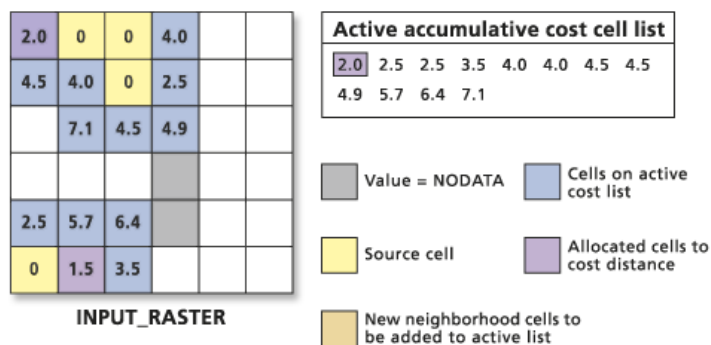 2.0 0 0 4.0
4.5 4.0 0 2.5
7.1 4.5 4.9
2.5 5.7 6.4
0 1.5 3.5
INPUT_RASTER
Active accumulative cost cell list
2.0 2.5 2.5 3.5 4.0 4.0 4.5 4.5
4.9 5.7 6.4 7.1
Value = NODATA
Cells on active
cost list
Source cell
Allocated cells to
cost distance
New neighborhood cells to
be added to active list